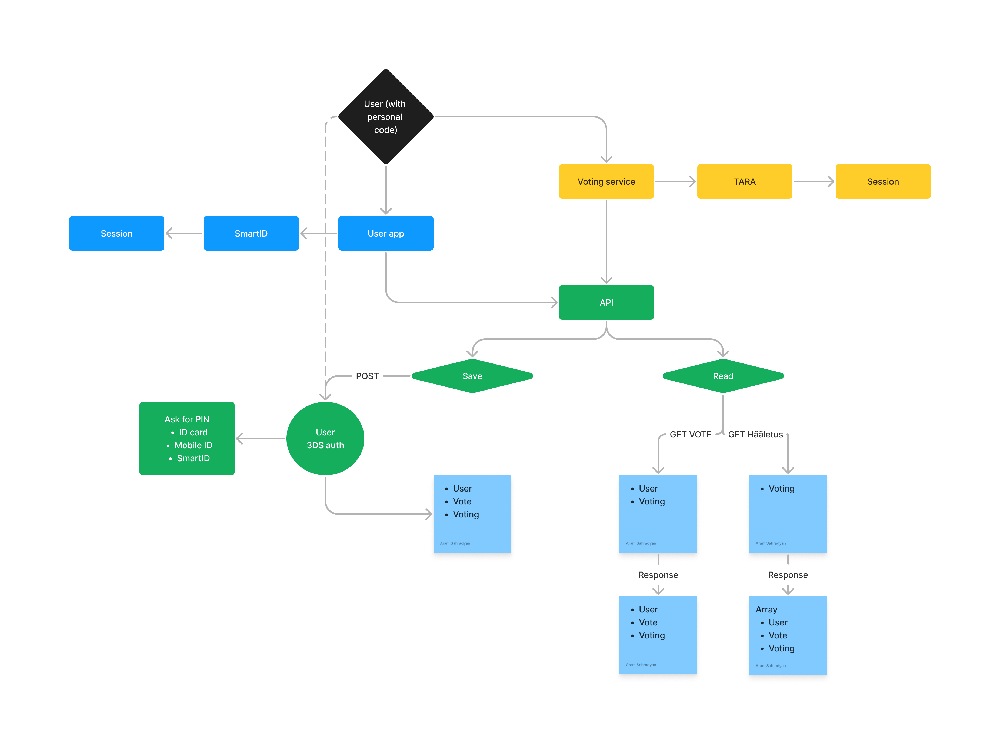 User (with
personal
code)
Voting service
TARA
Session
Session
SmartID
User app
API
POST
Save
Read
Ask for PIN
• ID card
• Mobile ID
• SmartID
User
3DS auth
GET VOTE
GET Hääletus
• User
• Vote
• Voting
Aram Sahradyan
• User
• Voting
Aram Sahradyan
• Voting
Aram Sahradyan
Response
Response
• User
• Vote
• Voting
Aram Sahradyan
Array
• User
• Vote
• Voting
Aram Sahradyan